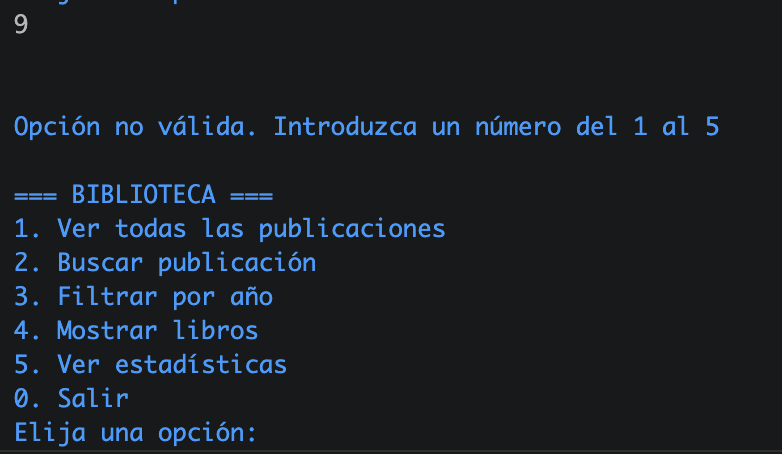 9
Opción no válida. Introduzca un número del 1 al 5
=== BIBLIOTECA ===
1. Ver todas las publicaciones
2. Buscar publicación
3. Filtrar por año
4. Mostrar libros
5. Ver estadísticas
0. Salir
Elija una opción: